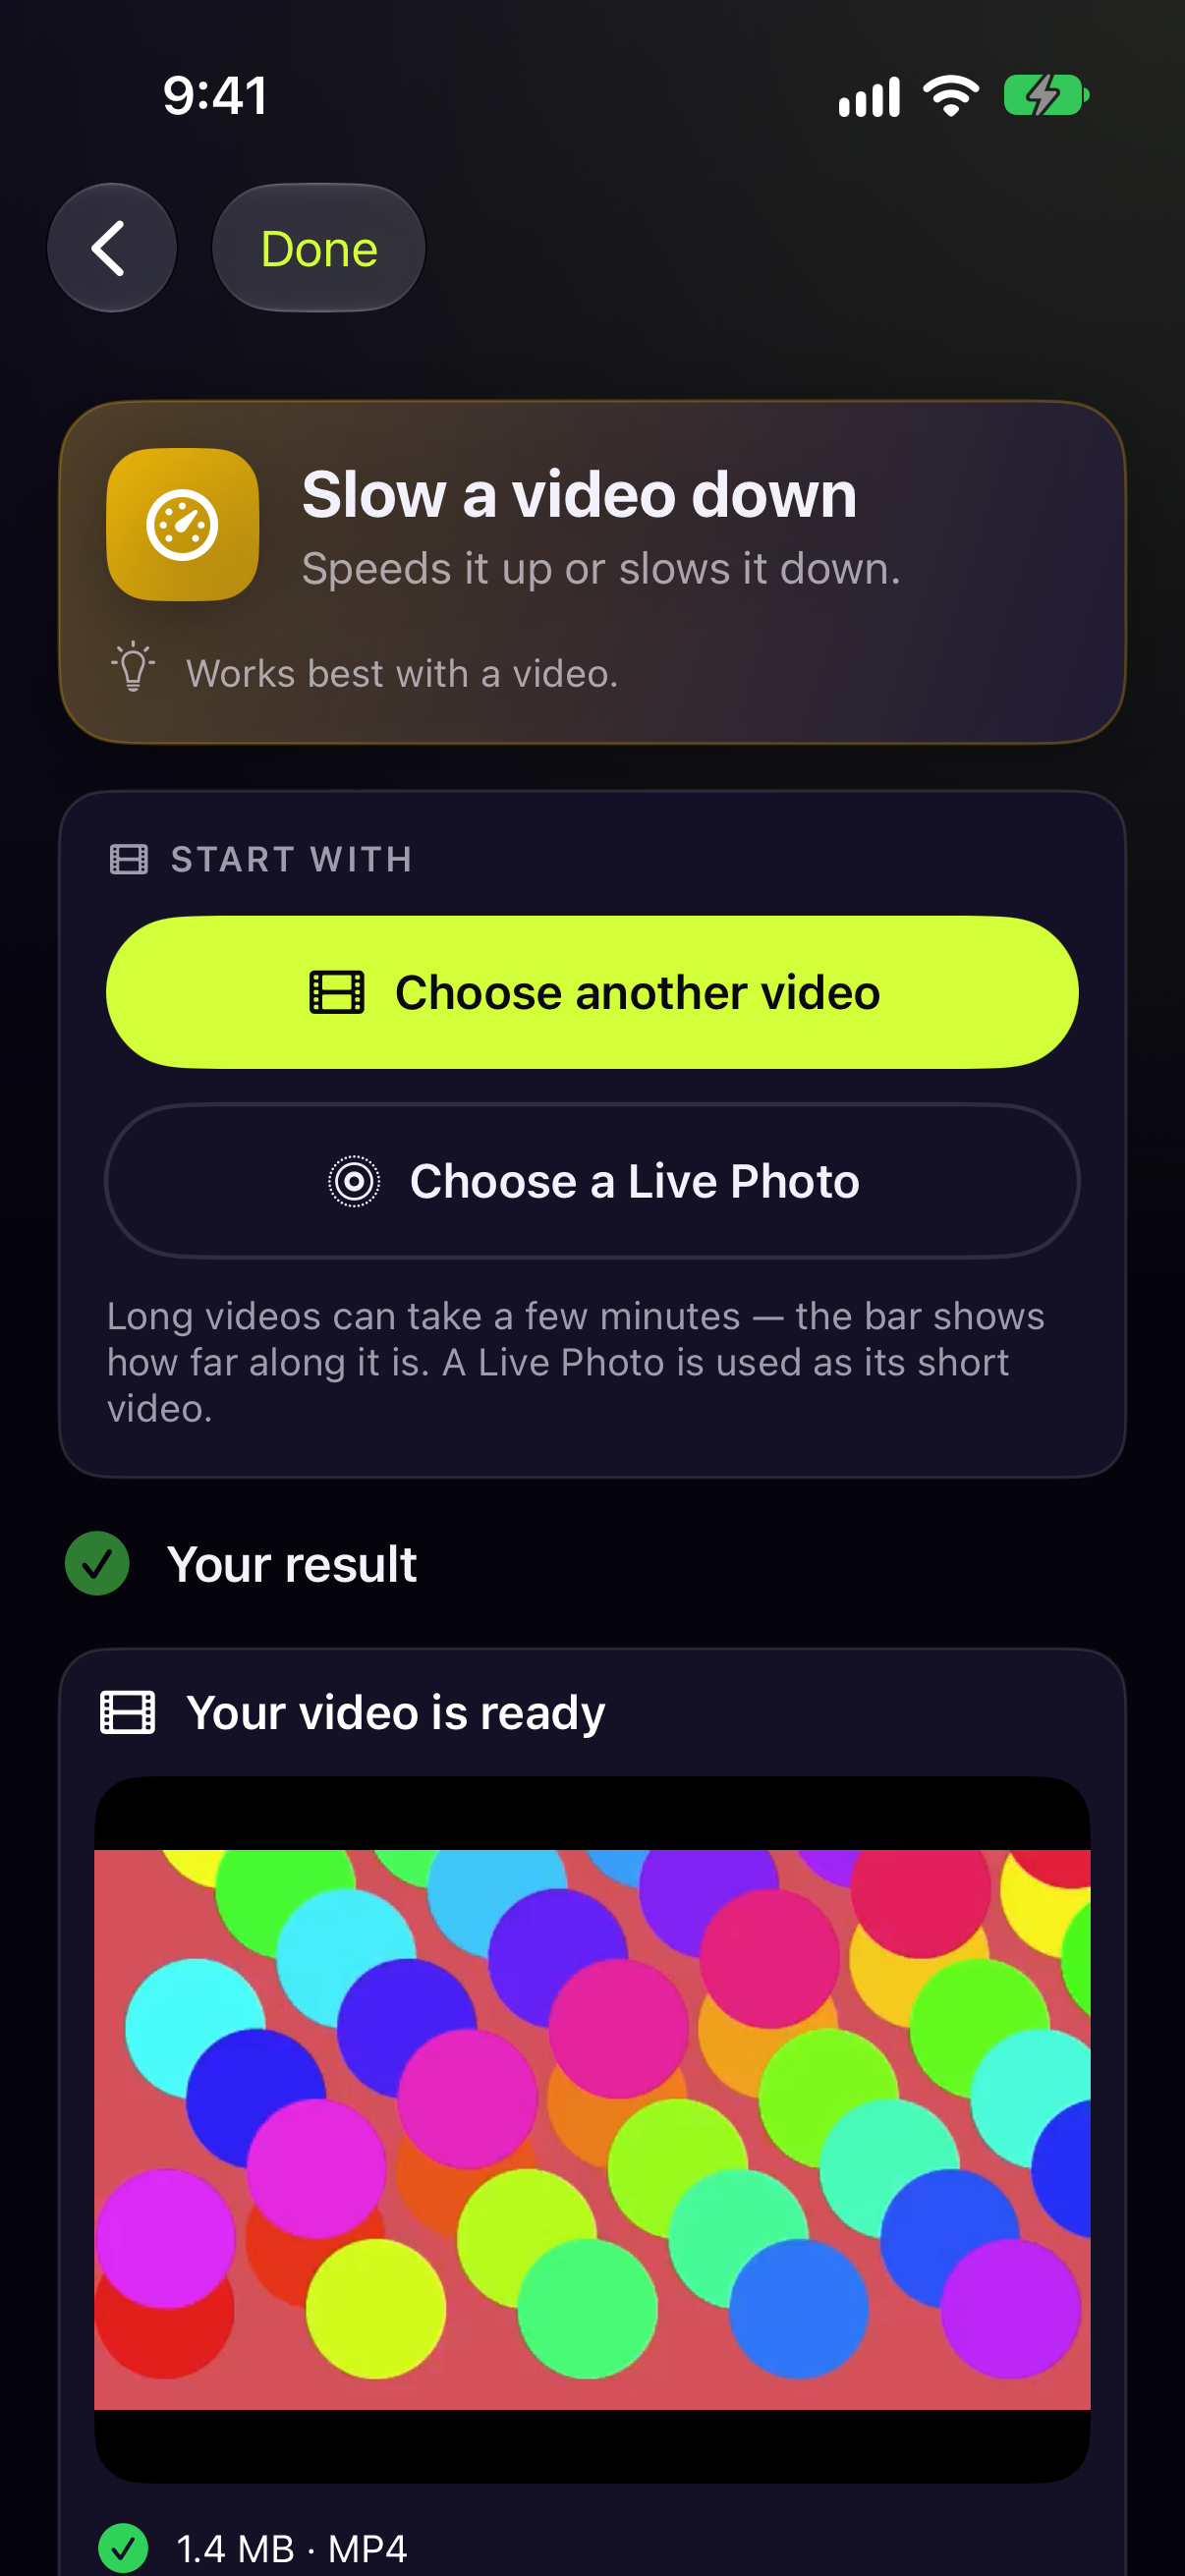 9:41
Done
Slow a video down
Speeds it up or slows it down.
Works best with a video.
START WITH
Choose another video
Choose a Live Photo
Long videos can take a few minutes — the bar shows
how far along it is. A Live Photo is used as its short
video.
Your result
Your video is ready
1.4 MB · MP4